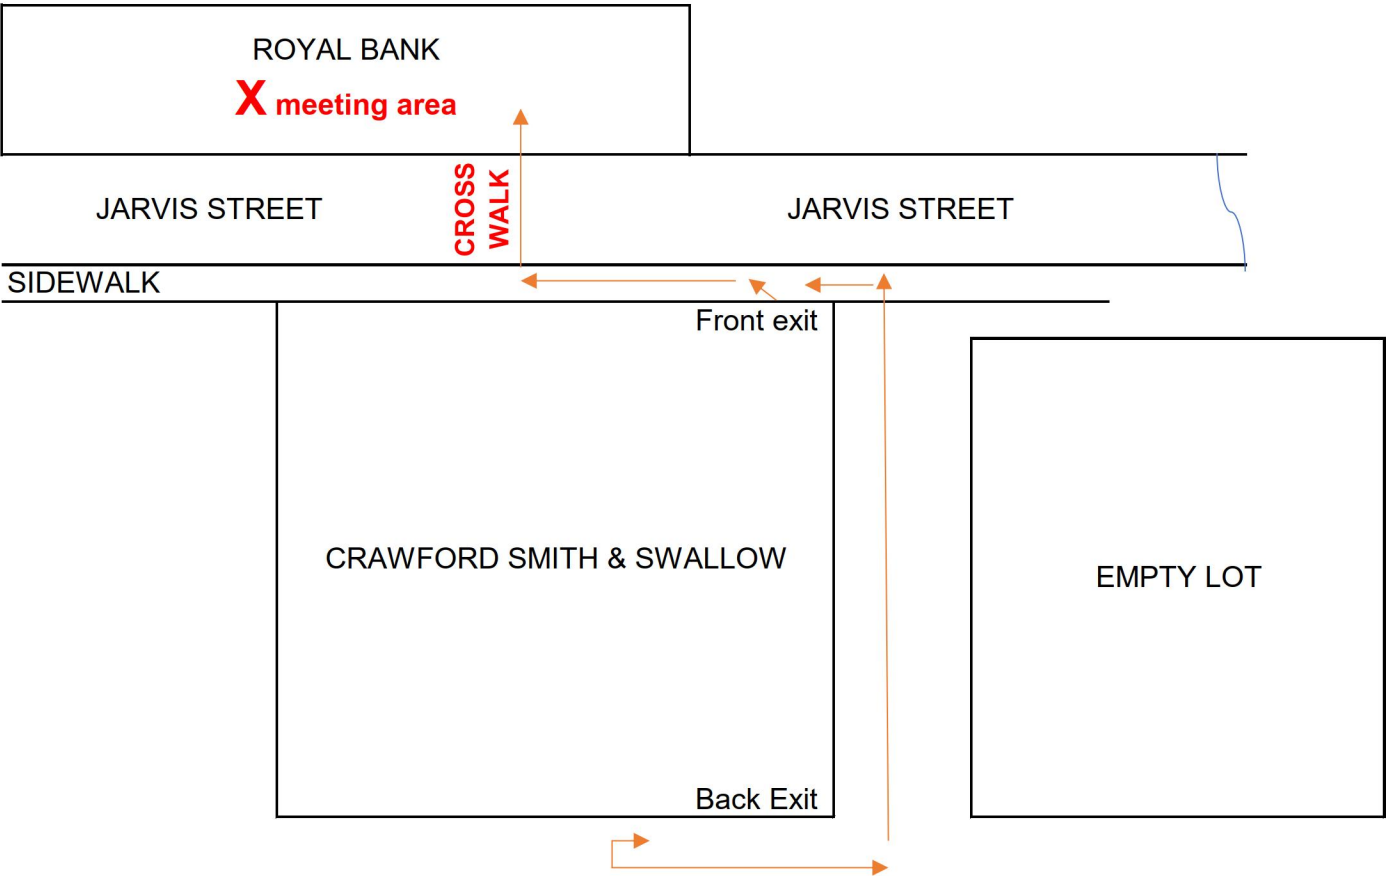 ROYAL BANK
X meeting area
CROSS
WALK
JARVIS STREET
JARVIS STREET
SIDEWALK
Front exit
CRAWFORD SMITH & SWALLOW
EMPTY LOT
Back Exit